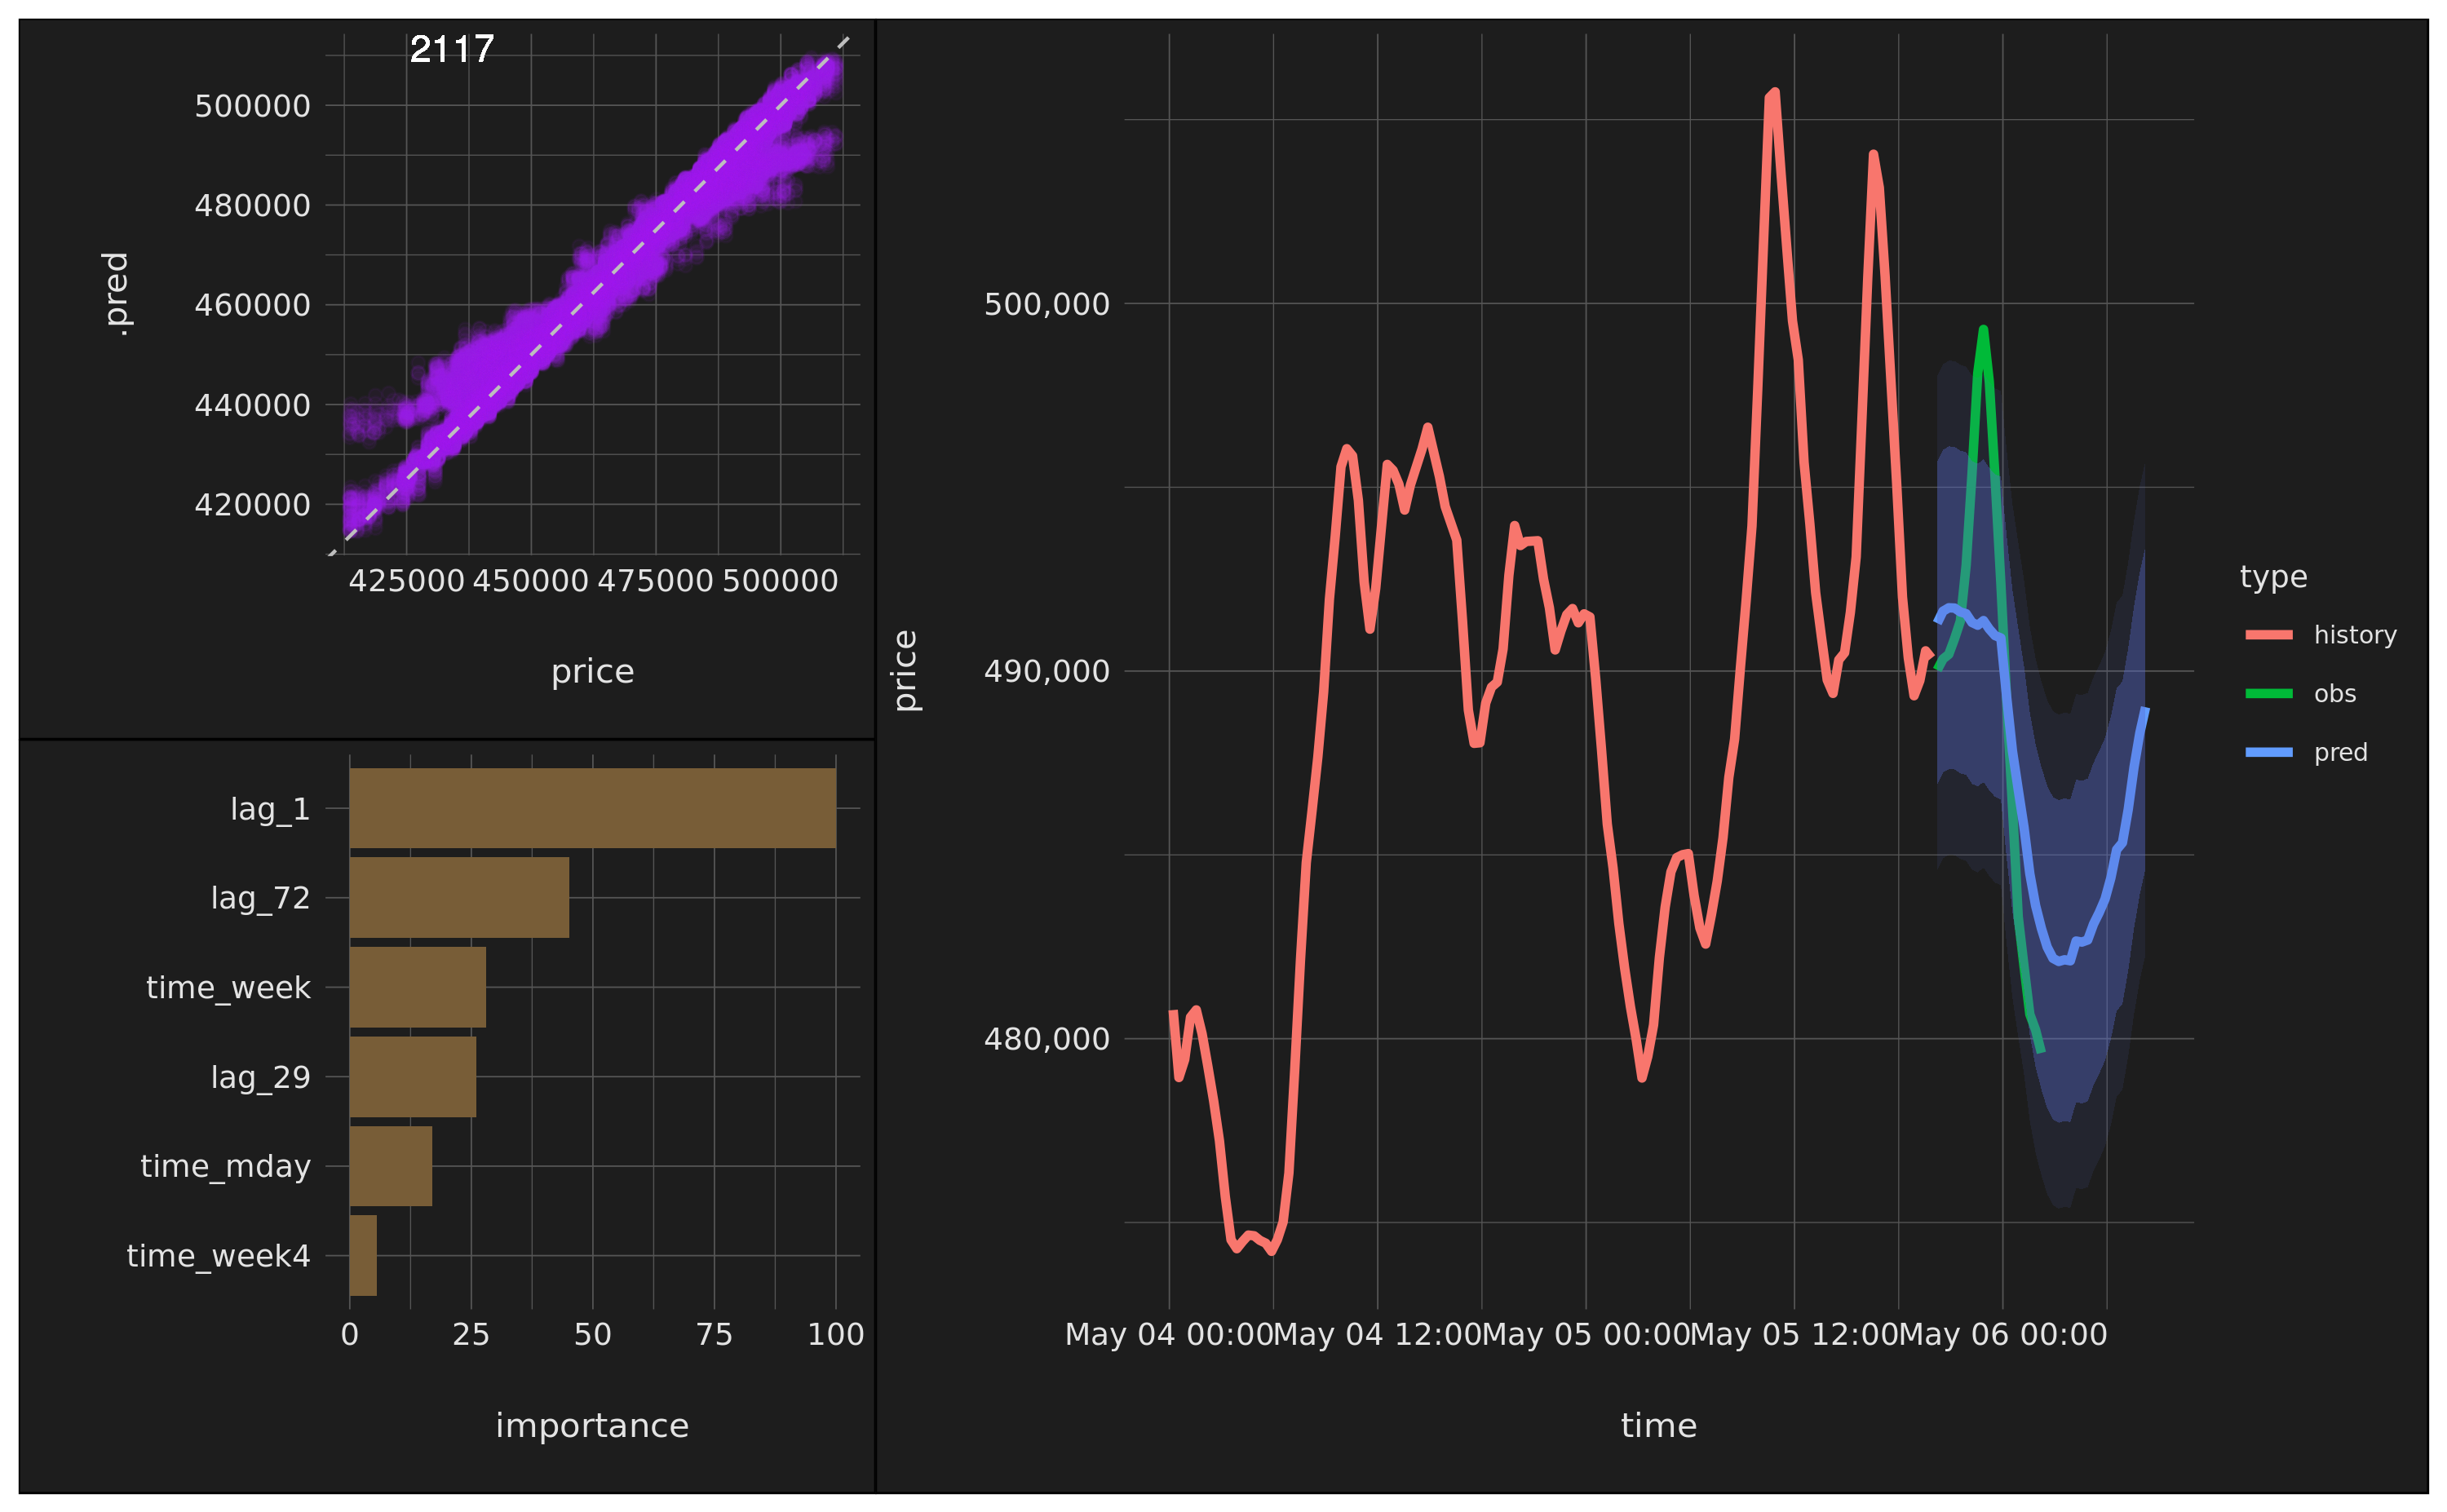 2117
500000
480000
460000
440000
420000
.pred
425000 450000 475000 500000
price
lag_1
lag_72
time_week
lag_29
time_mday
time_week4
0 25 50 75 100
importance
500,000
490,000
480,000
price
May 04 00:00 May 04 12:00 May 05 00:00 May 05 12:00 May 06 00:00
time
type
history
obs
pred